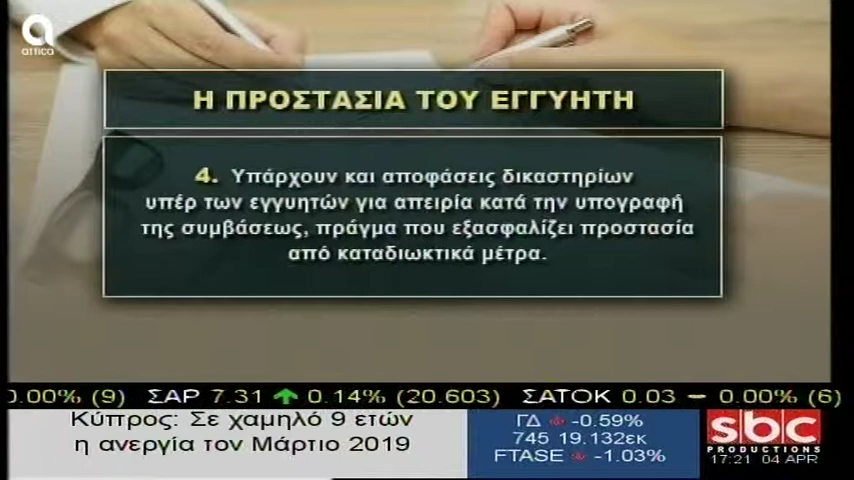 attica
Η ΠΡΟΣΤΑΣΙΑ ΤΟΥ ΕΓΓΥΗΤΗ
4. Υπάρχουν και αποφάσεις δικαστηρίων
υπέρ των εγγυητών για απειρία κατά την υπογραφή
της συμβάσεως, πράγμα που εξασφαλίζει προστασία
από καταδιωκτικά μέτρα.
0.00% (9) ΣΑΡ 7.31 0.14% (20.603) ΣΑΤΟΚ 0.03 0.00% (6)
Κύπρος: Σε χαμηλό 9 ετών
η ανεργία τον Μάρτιο 2019
ΓΔ -0.59%
745 19.132εκ
FTASE -1.03%
sbc
PRODUCTIONS
17:21 04 APR